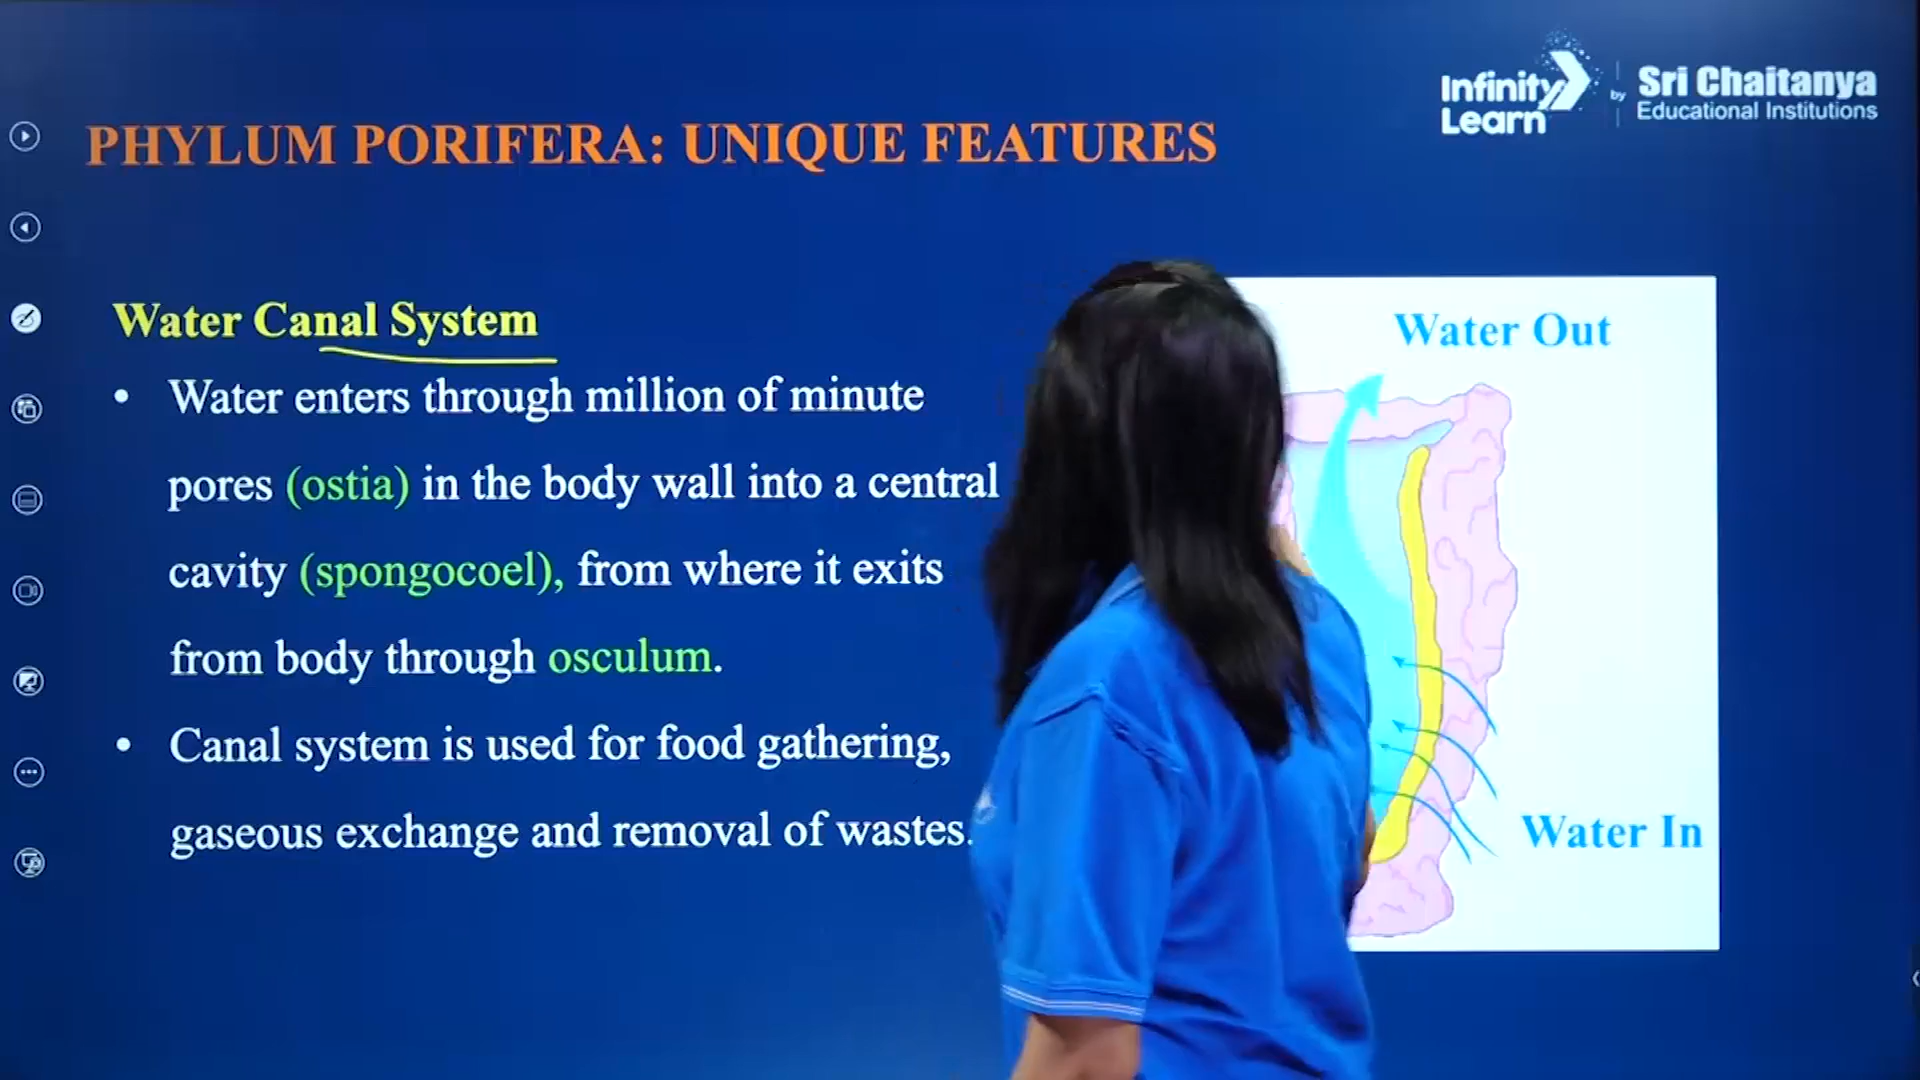 Infinity Learn
by
Sri Chaitanya
Educational Institutions
PHYLUM PORIFERA: UNIQUE FEATURES
Water Canal System
• Water enters through million of minute
pores (ostia) in the body wall into a central
cavity (spongocoel), from where it exits
from body through osculum.
• Canal system is used for food gathering,
gaseous exchange and removal of wastes.
Water Out
Water In